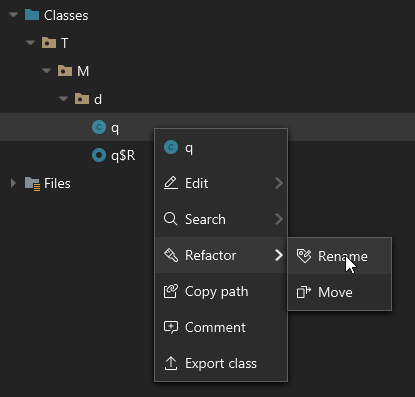 Classes
T
M
d
q
q$R
Files
q
Edit
Search
Refactor
Copy path
Comment
Export class
Rename
Move